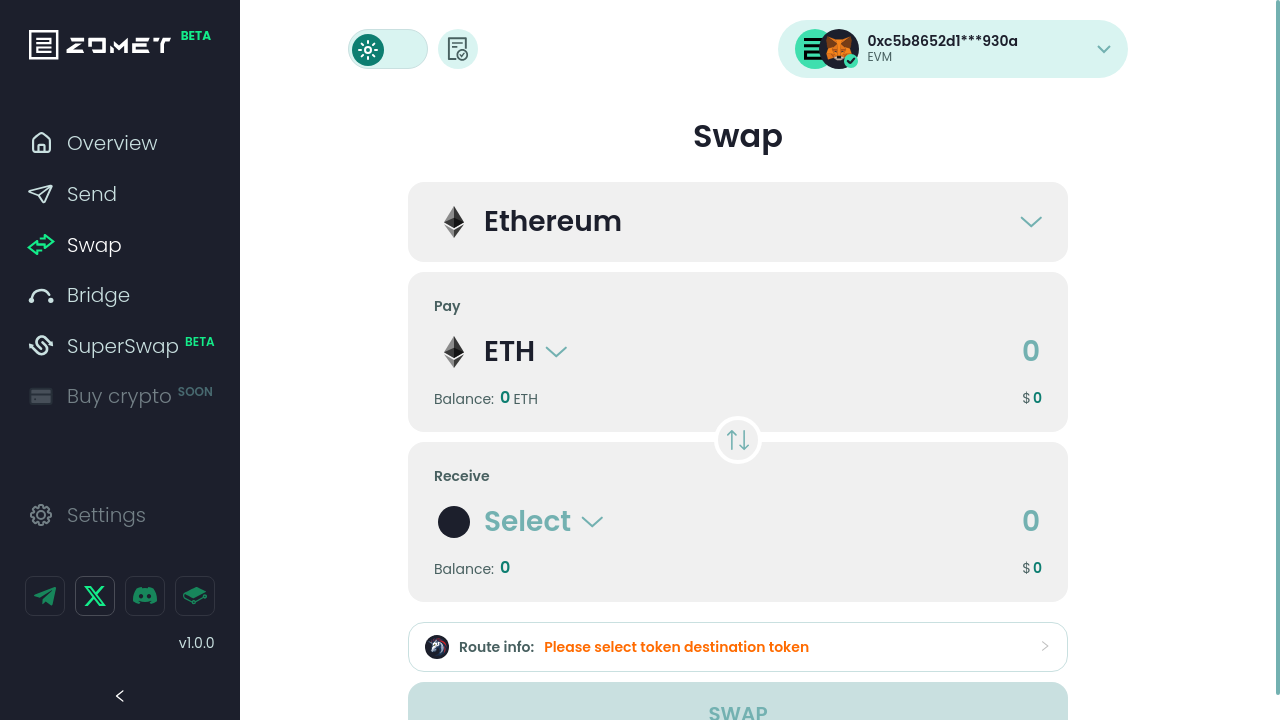 ZOMET BETA
Overview
Send
Swap
Bridge
SuperSwap BETA
Buy crypto SOON
Settings
v1.0.0
0xc5b8652d1***930a
EVM
Swap
Ethereum
Pay
ETH 0
Balance: 0 ETH $ 0
Receive
Select 0
Balance: 0 $ 0
Route info: Please select token destination token
SWAP